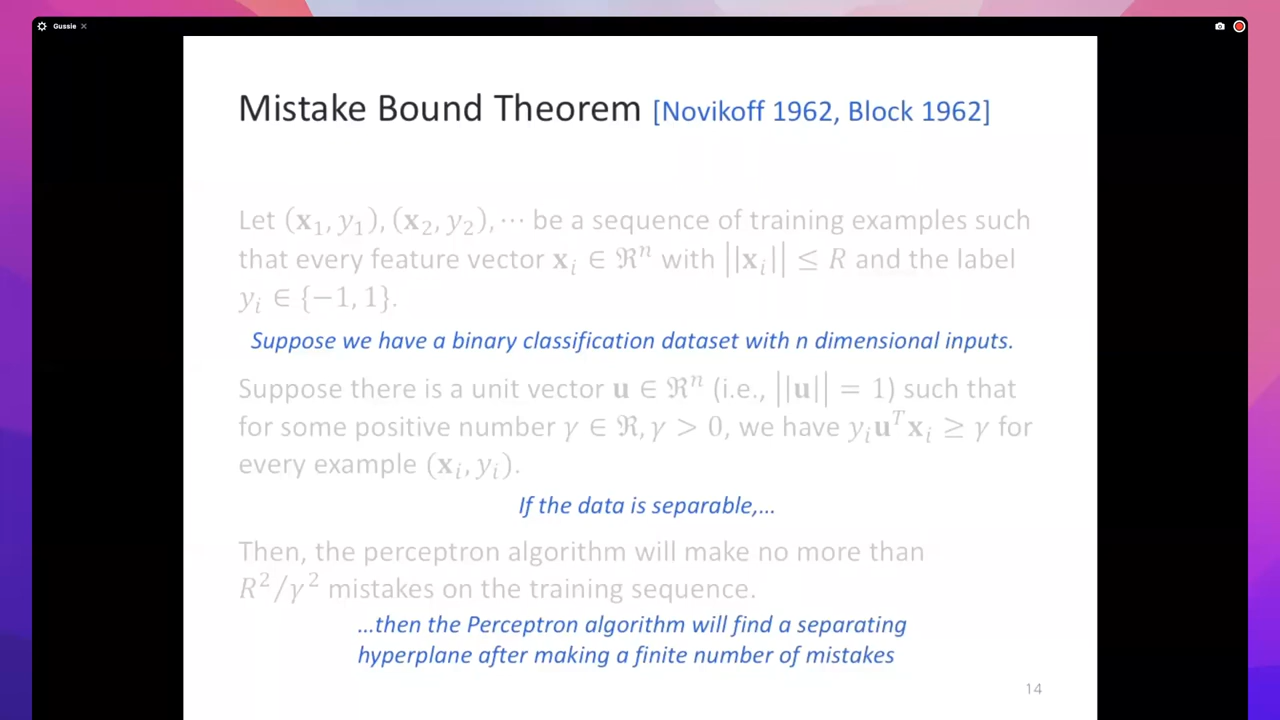 Gussie
Mistake Bound Theorem [Novikoff 1962, Block 1962]
Let (𝐱₁, y₁), (𝐱₂, y₂), ⋯ be a sequence of training examples such
that every feature vector 𝐱ᵢ ∈ ℜⁿ with ||𝐱ᵢ|| ≤ R and the label
yᵢ ∈ {−1, 1}.
Suppose we have a binary classification dataset with n dimensional inputs.
Suppose there is a unit vector 𝐮 ∈ ℜⁿ (i.e., ||𝐮|| = 1) such that
for some positive number γ ∈ ℜ, γ > 0, we have yᵢ𝐮ᵀ𝐱ᵢ ≥ γ for
every example (𝐱ᵢ, yᵢ).
If the data is separable,…
Then, the perceptron algorithm will make no more than
R²/γ² mistakes on the training sequence.
…then the Perceptron algorithm will find a separating
hyperplane after making a finite number of mistakes
14